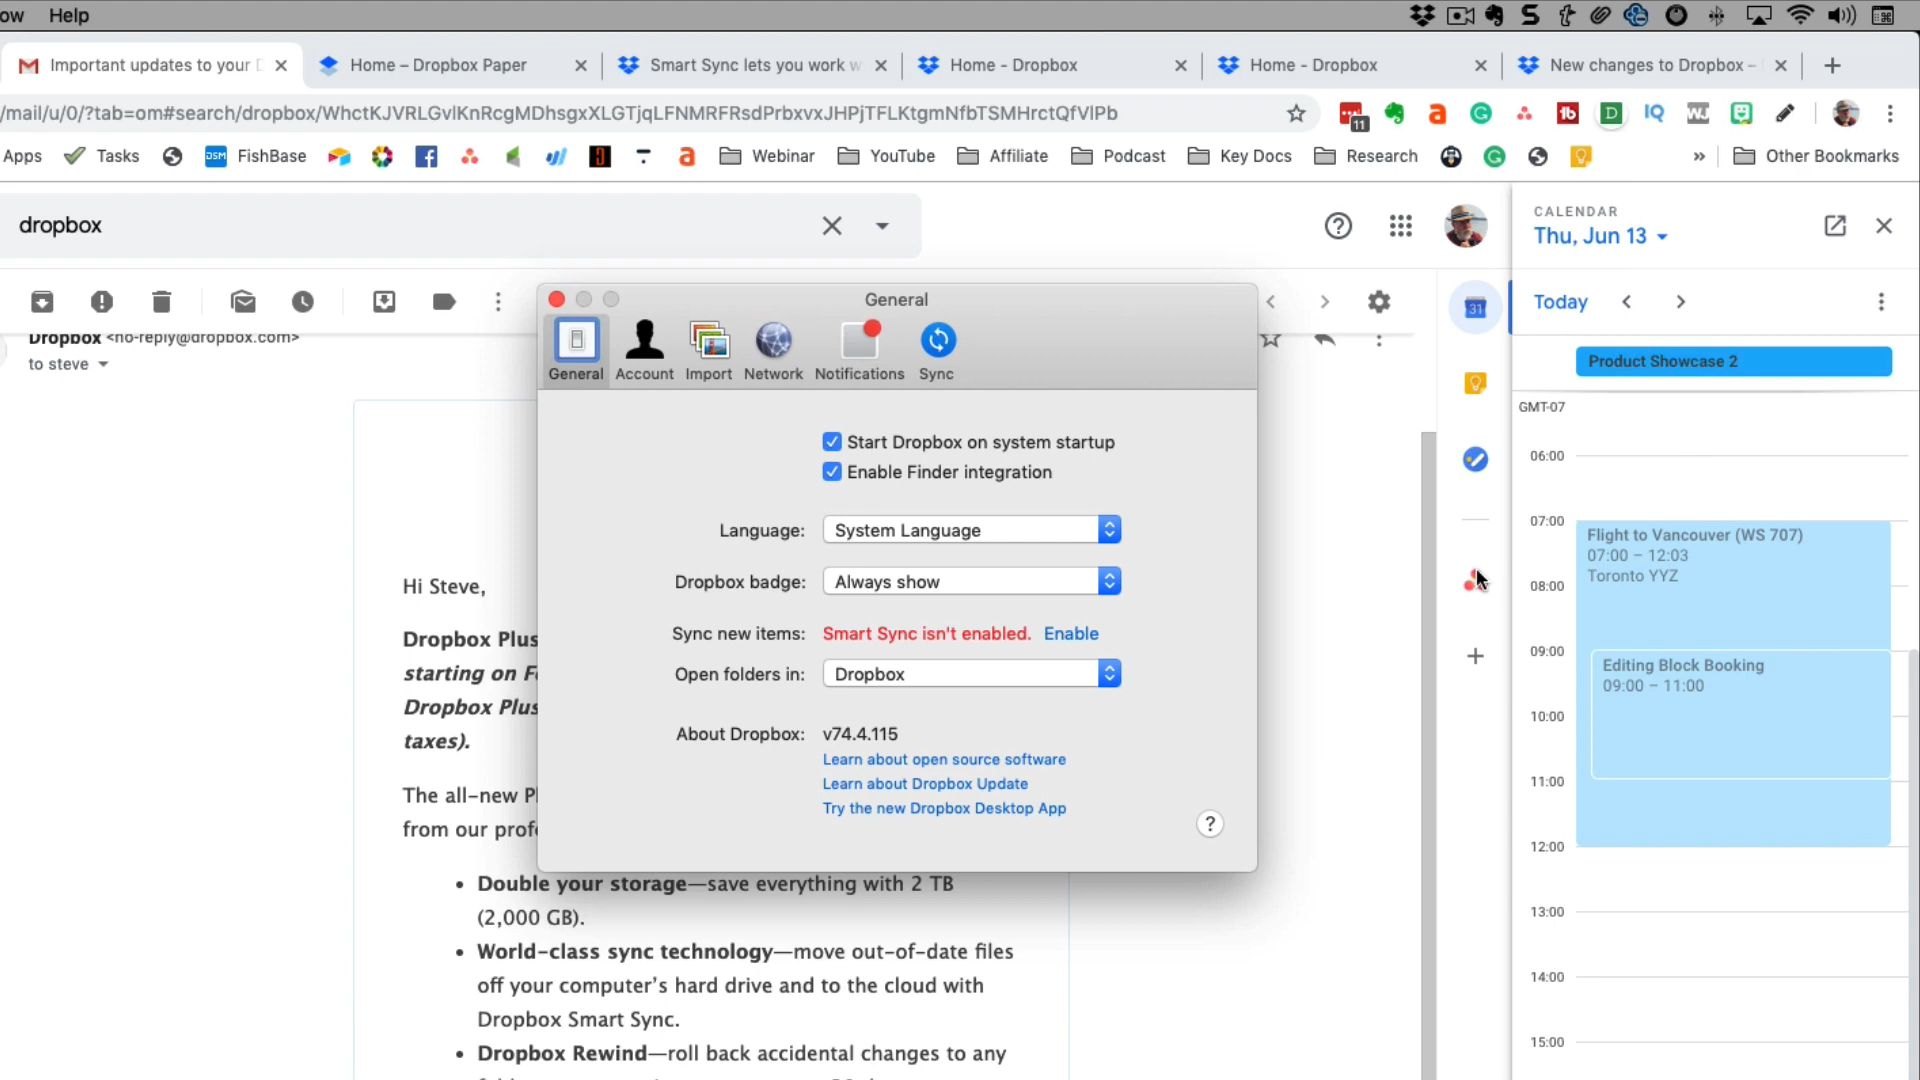 ow Help
Important updates to your D
Home – Dropbox Paper
Smart Sync lets you work w
Home - Dropbox
Home - Dropbox
New changes to Dropbox –
/mail/u/0/?tab=om#search/dropbox/WhctKJVRLGvlKnRcgMDhsgxXLGTjqLFNMRFRsdPrbxvxJHPjTFLKtgmNfbTSMHrctQfVlPb
11
Apps Tasks DSM FishBase Webinar YouTube Affiliate Podcast Key Docs Research » Other Bookmarks
dropbox
CALENDAR
Thu, Jun 13
Today
Dropbox <no-reply@dropbox.com>
to steve
General
General Account Import Network Notifications Sync
Start Dropbox on system startup
Enable Finder integration
Language: System Language
Dropbox badge: Always show
Sync new items: Smart Sync isn't enabled. Enable
Open folders in: Dropbox
About Dropbox: v74.4.115
Learn about open source software
Learn about Dropbox Update
Try the new Dropbox Desktop App
?
Hi Steve,
Dropbox Plus
starting on F
Dropbox Plus
taxes).
The all-new Pl
from our profe
• Double your storage—save everything with 2 TB
(2,000 GB).
• World-class sync technology—move out-of-date files
off your computer's hard drive and to the cloud with
Dropbox Smart Sync.
• Dropbox Rewind—roll back accidental changes to any
31
Product Showcase 2
GMT-07
06:00
07:00
Flight to Vancouver (WS 707)
07:00 – 12:03
Toronto YYZ
08:00
09:00
Editing Block Booking
09:00 – 11:00
10:00
11:00
12:00
13:00
14:00
15:00